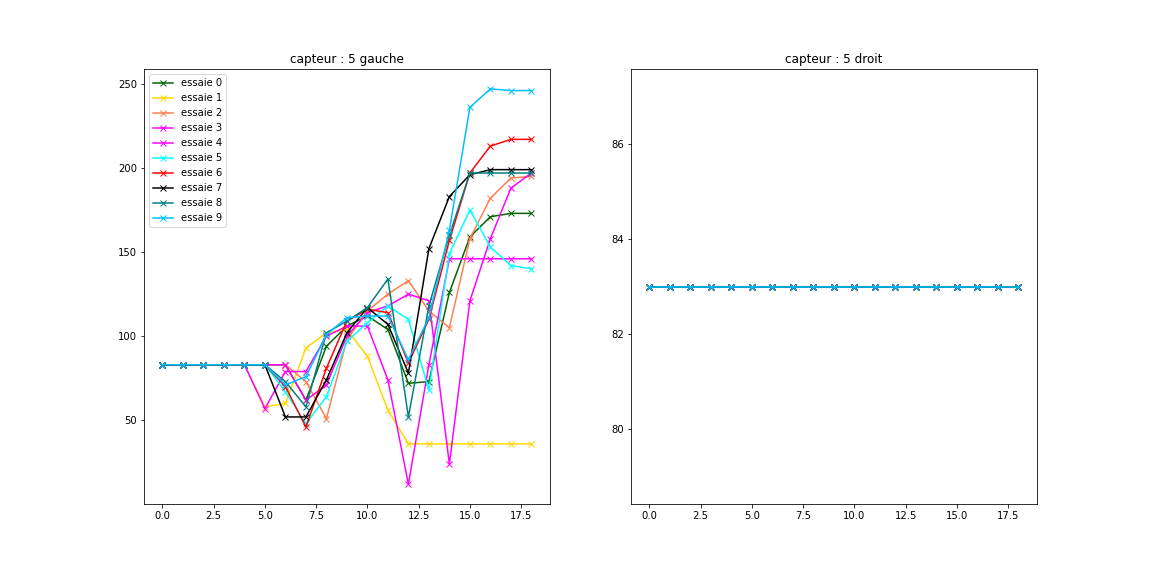 capteur : 5 gauche
250
200
150
100
50
0.0 2.5 5.0 7.5 10.0 12.5 15.0 17.5
essaie 0
essaie 1
essaie 2
essaie 3
essaie 4
essaie 5
essaie 6
essaie 7
essaie 8
essaie 9
capteur : 5 droit
86
84
82
80
0.0 2.5 5.0 7.5 10.0 12.5 15.0 17.5